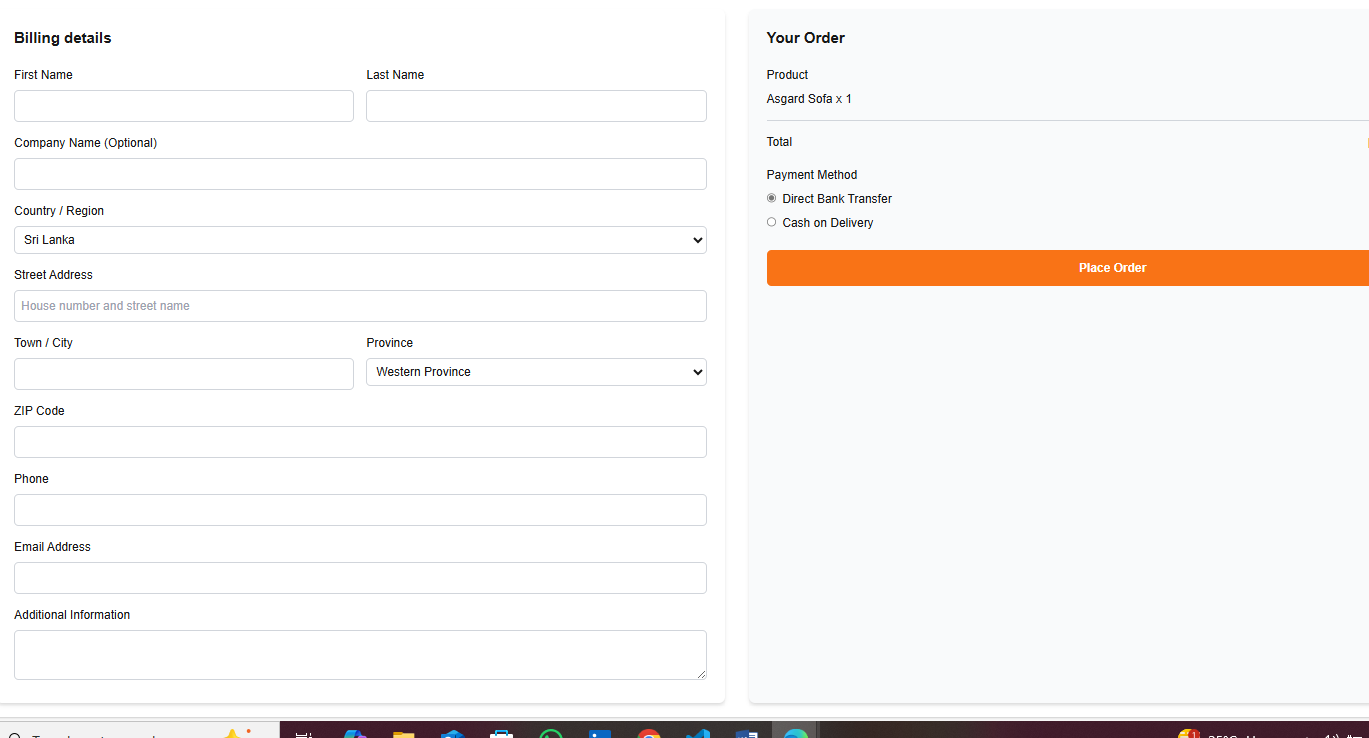 Billing details
First Name
Last Name
Company Name (Optional)
Country / Region
Sri Lanka
Street Address
House number and street name
Town / City
Province
Western Province
ZIP Code
Phone
Email Address
Additional Information
Your Order
Product
Asgard Sofa x 1
Total
Payment Method
Direct Bank Transfer
Cash on Delivery
Place Order
1